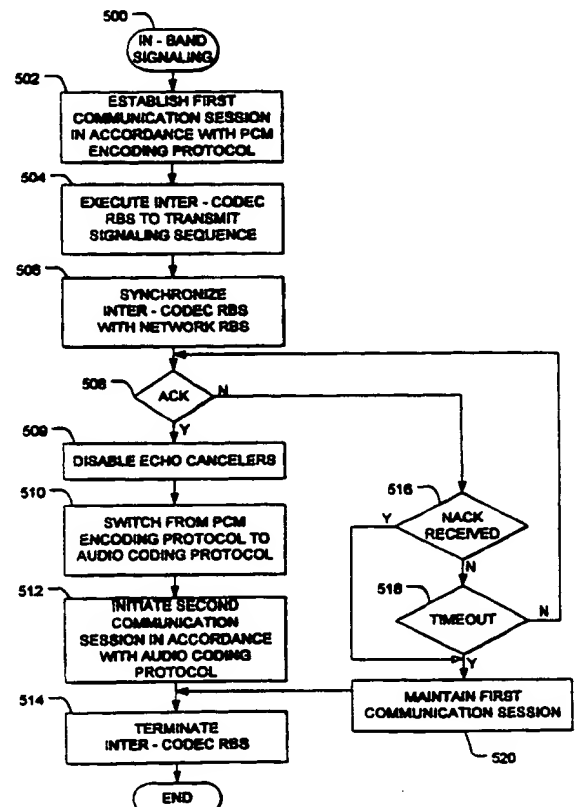 500
IN - BAND
SIGNALING
502
ESTABLISH FIRST
COMMUNICATION SESSION
IN ACCORDANCE WITH PCM
ENCODING PROTOCOL
504
EXECUTE INTER - CODEC
RBS TO TRANSMIT
SIGNALING SEQUENCE
506
SYNCHRONIZE
INTER - CODEC RBS
WITH NETWORK RBS
508
ACK
N
Y
509
DISABLE ECHO CANCELERS
510
SWITCH FROM PCM
ENCODING PROTOCOL TO
AUDIO CODING PROTOCOL
512
INITIATE SECOND
COMMUNICATION
SESSION IN ACCORDANCE
WITH AUDIO CODING
PROTOCOL
514
TERMINATE
INTER - CODEC RBS
END
516
Y
NACK
RECEIVED
N
518
TIMEOUT
N
Y
MAINTAIN FIRST
COMMUNICATION SESSION
520